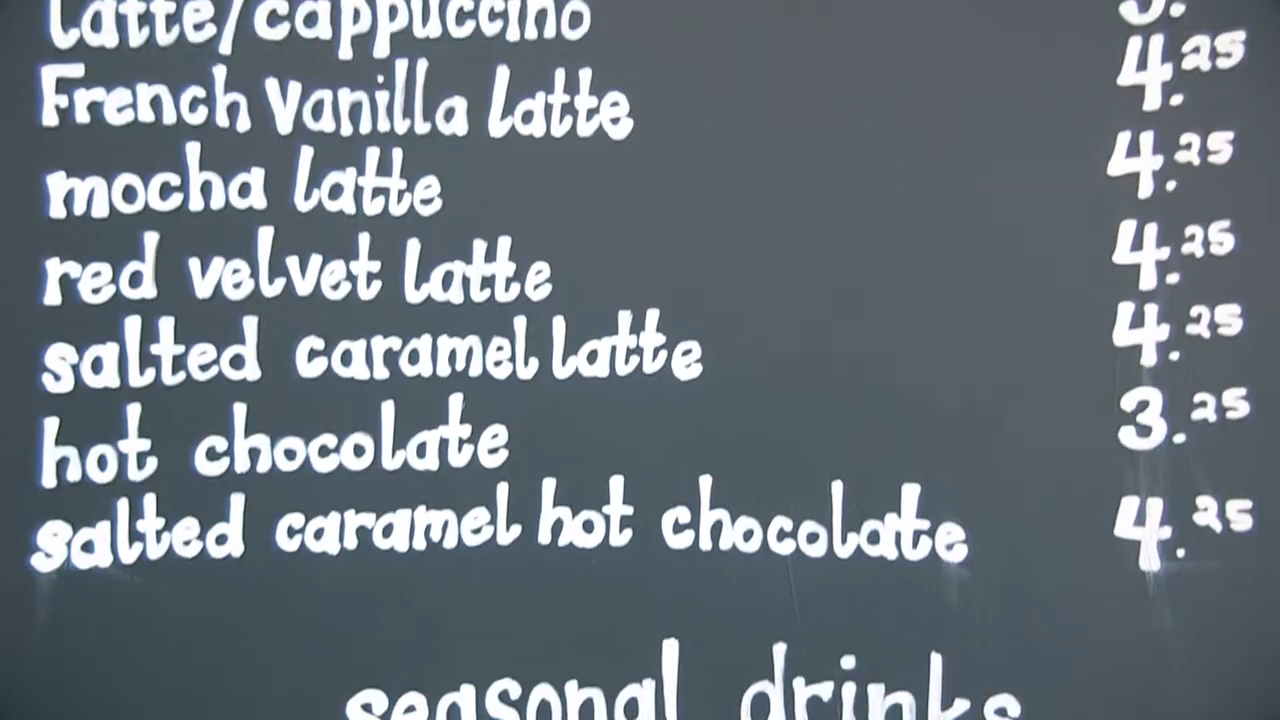 latte/cappuccino 3.
French Vanilla latte 4.25
mocha latte 4.25
red velvet latte 4.25
salted caramel latte 4.25
hot chocolate 3.25
salted caramel hot chocolate 4.25
seasonal drinks